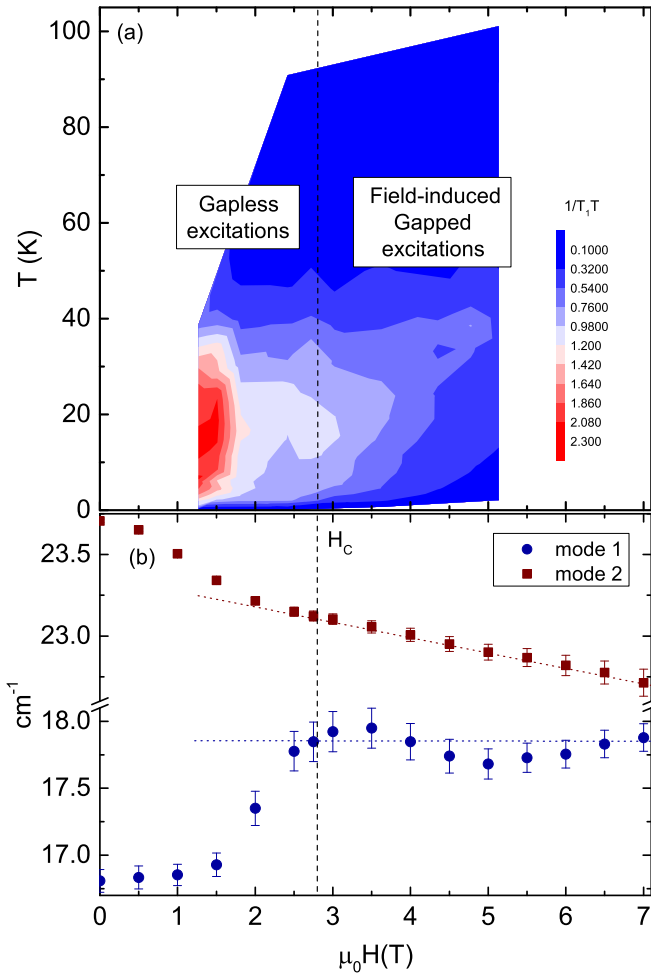 (a)
100
80
60
40
20
0
T (K)
Gapless
excitations
Field-induced
Gapped
excitations
1/T₁T
0.1000
0.3200
0.5400
0.7600
0.9800
1.200
1.420
1.640
1.860
2.080
2.300
(b)
H_C
mode 1
mode 2
23.5
23.0
18.0
17.5
17.0
cm⁻¹
0 1 2 3 4 5 6 7
μ₀H(T)